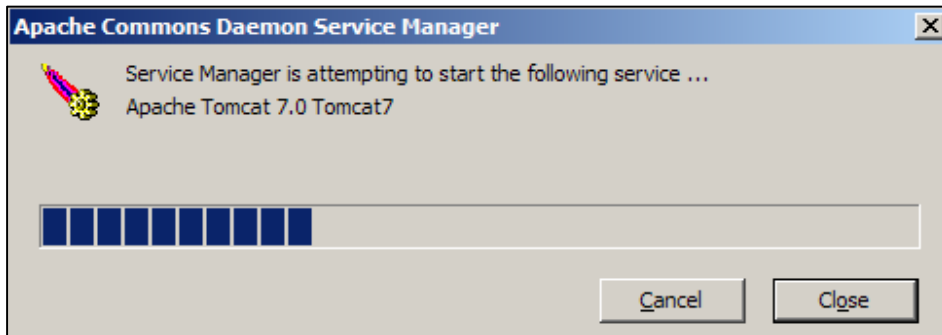 Apache Commons Daemon Service Manager
Service Manager is attempting to start the following service ...
Apache Tomcat 7.0 Tomcat7
Cancel
Close